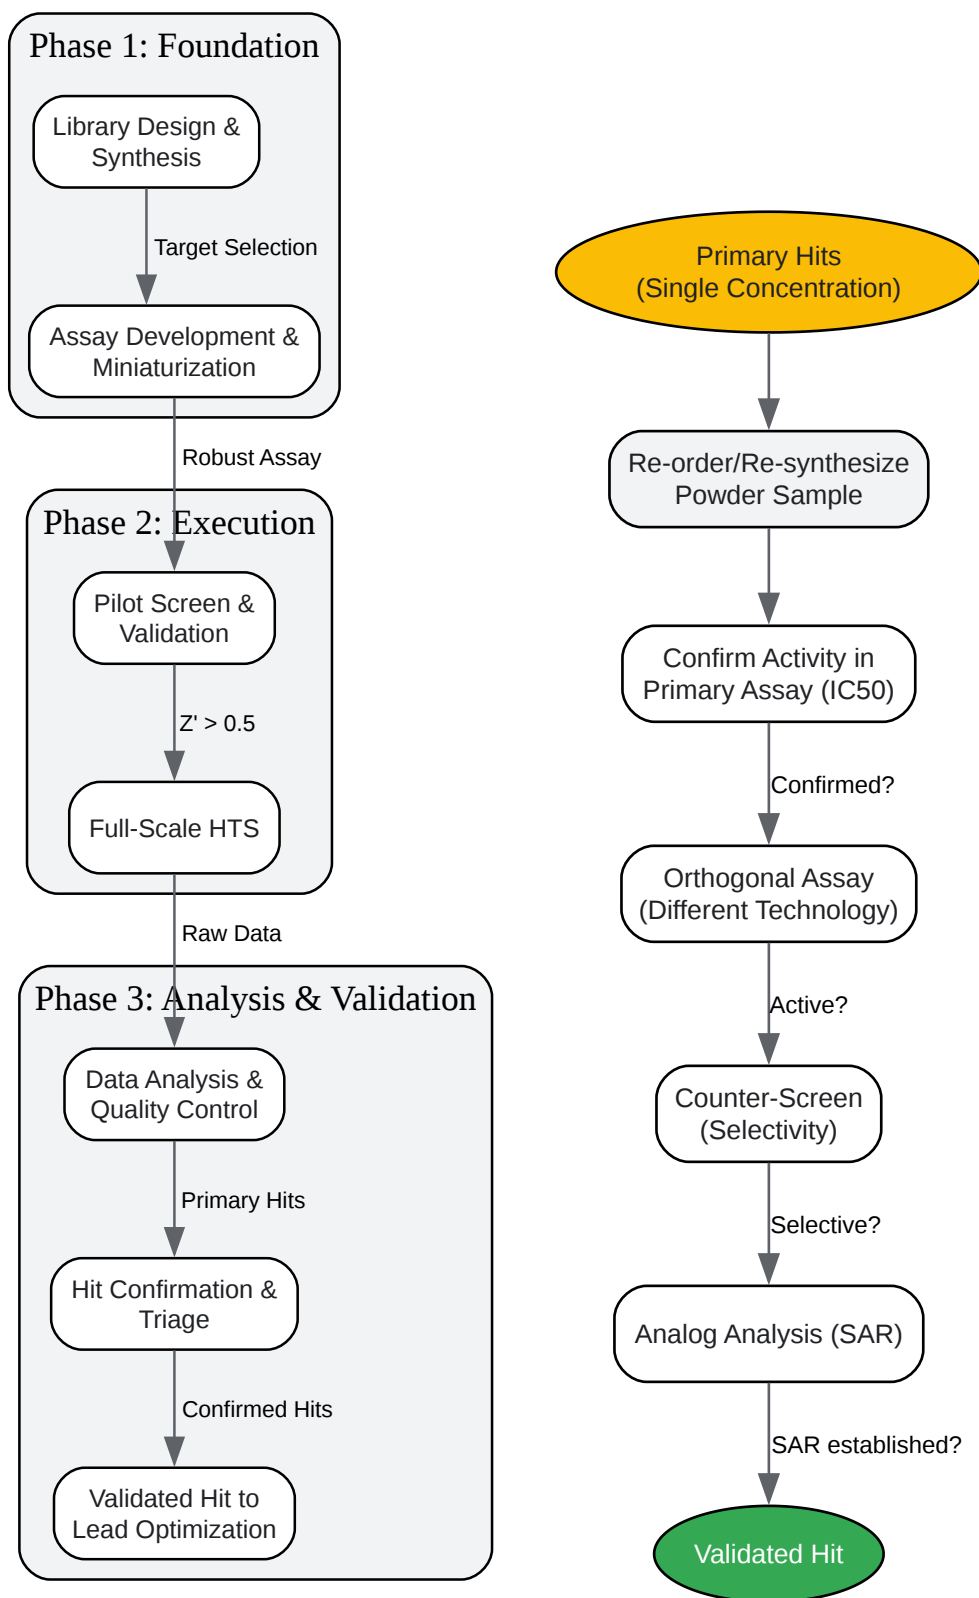 Phase 1: Foundation
Library Design &
Synthesis
Target Selection
Assay Development &
Miniaturization
Robust Assay
Phase 2: Execution
Pilot Screen &
Validation
Z' > 0.5
Full-Scale HTS
Raw Data
Phase 3: Analysis & Validation
Data Analysis &
Quality Control
Primary Hits
Hit Confirmation &
Triage
Confirmed Hits
Validated Hit to
Lead Optimization
Primary Hits
(Single Concentration)
Re-order/Re-synthesize
Powder Sample
Confirm Activity in
Primary Assay (IC50)
Confirmed?
Orthogonal Assay
(Different Technology)
Active?
Counter-Screen
(Selectivity)
Selective?
Analog Analysis (SAR)
SAR established?
Validated Hit